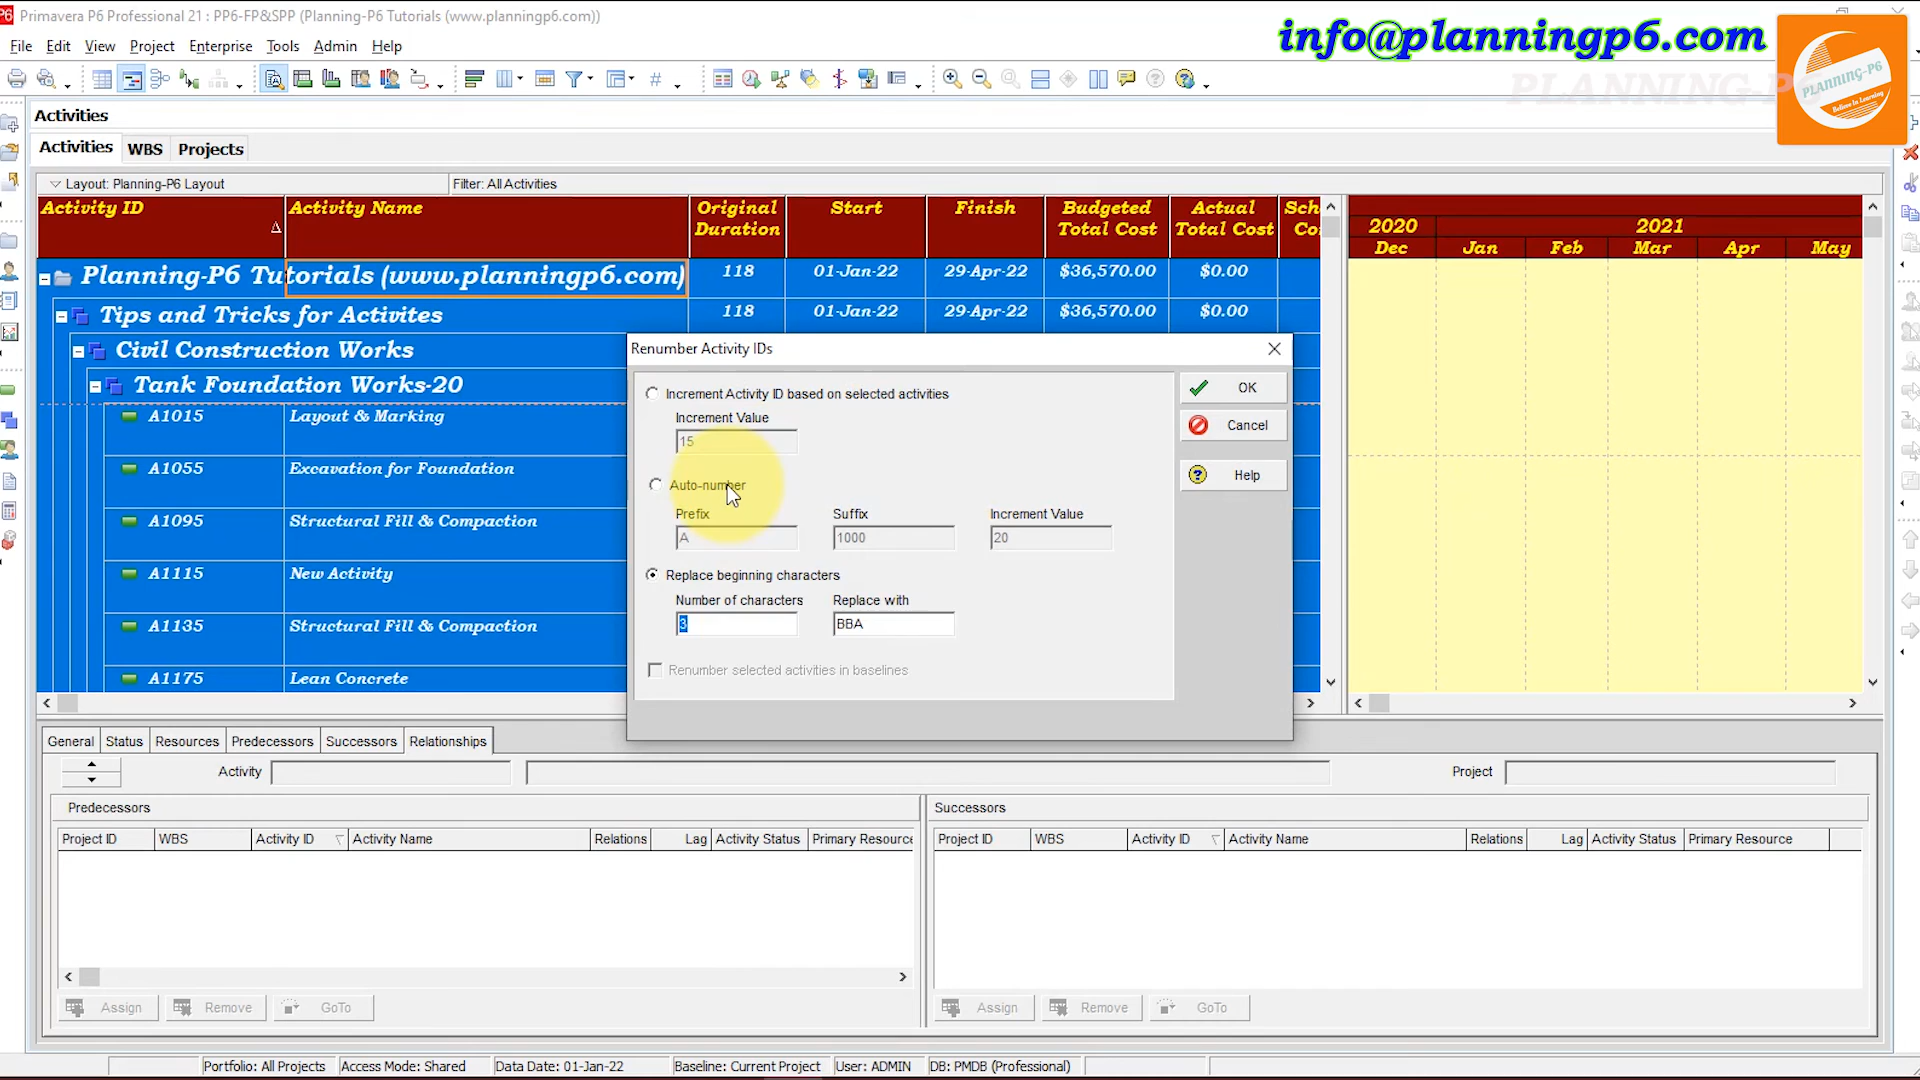 Primavera P6 Professional 21 : PP6-FP&SPP (Planning-P6 Tutorials (www.planningp6.com))
info@planningp6.com
PLANNING-P6
Believe In Learning
File Edit View Project Enterprise Tools Admin Help
PLANNING-P6
Activities
Activities WBS Projects
Layout: Planning-P6 Layout Filter: All Activities
Activity ID Activity Name Original Duration Start Finish Budgeted Total Cost Actual Total Cost
2020 2021
Dec Jan Feb Mar Apr May
Planning-P6 Tutorials (www.planningp6.com) 118 01-Jan-22 29-Apr-22 $36,570.00 $0.00
Tips and Tricks for Activites 118 01-Jan-22 29-Apr-22 $36,570.00 $0.00
Civil Construction Works
Tank Foundation Works-20
A1015 Layout & Marking
A1055 Excavation for Foundation
A1095 Structural Fill & Compaction
A1115 New Activity
A1135 Structural Fill & Compaction
A1175 Lean Concrete
Renumber Activity IDs
Increment Activity ID based on selected activities
Increment Value
15
Auto-number
Prefix Suffix Increment Value
A 1000 20
Replace beginning characters
Number of characters Replace with
3 BBA
Renumber selected activities in baselines
OK
Cancel
Help
General Status Resources Predecessors Successors Relationships
Activity Project
Predecessors Successors
Project ID WBS Activity ID Activity Name Relations Lag Activity Status Primary Resource
Project ID WBS Activity ID Activity Name Relations Lag Activity Status Primary Resource
Assign Remove GoTo Assign Remove GoTo
Portfolio: All Projects Access Mode: Shared Data Date: 01-Jan-22 Baseline: Current Project User: ADMIN DB: PMDB (Professional)